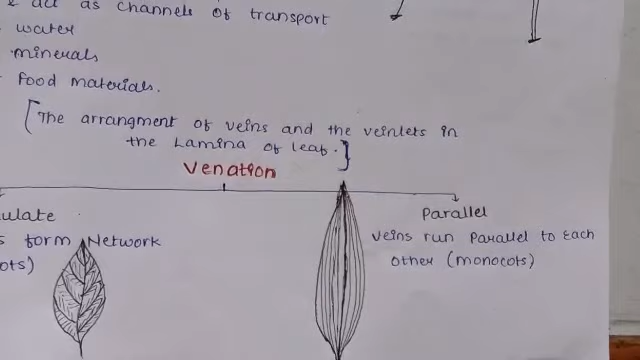 act as channels of transport
water
minerals
food materials.
[The arrangment of veins and the veinlets in
the Lamina of leaf.}
Venation
ulate
s form Network
ots)
Parallel
Veins run Parallel to Each
other (monocots)